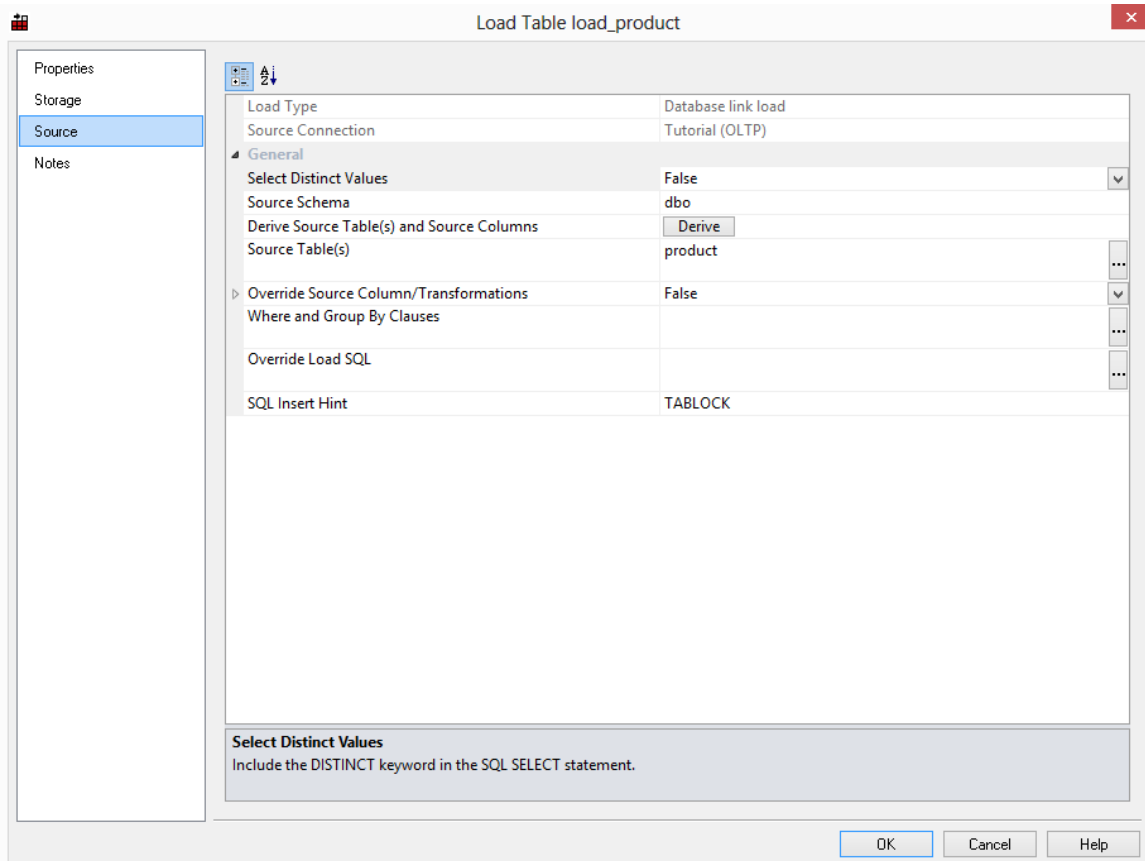 Load Table load_product
Properties
Storage
Source
Notes
Load Type Database link load
Source Connection Tutorial (OLTP)
General
Select Distinct Values False
Source Schema dbo
Derive Source Table(s) and Source Columns Derive
Source Table(s) product
...
Override Source Column/Transformations False
Where and Group By Clauses
...
Override Load SQL
...
SQL Insert Hint TABLOCK
Select Distinct Values
Include the DISTINCT keyword in the SQL SELECT statement.
OK Cancel Help